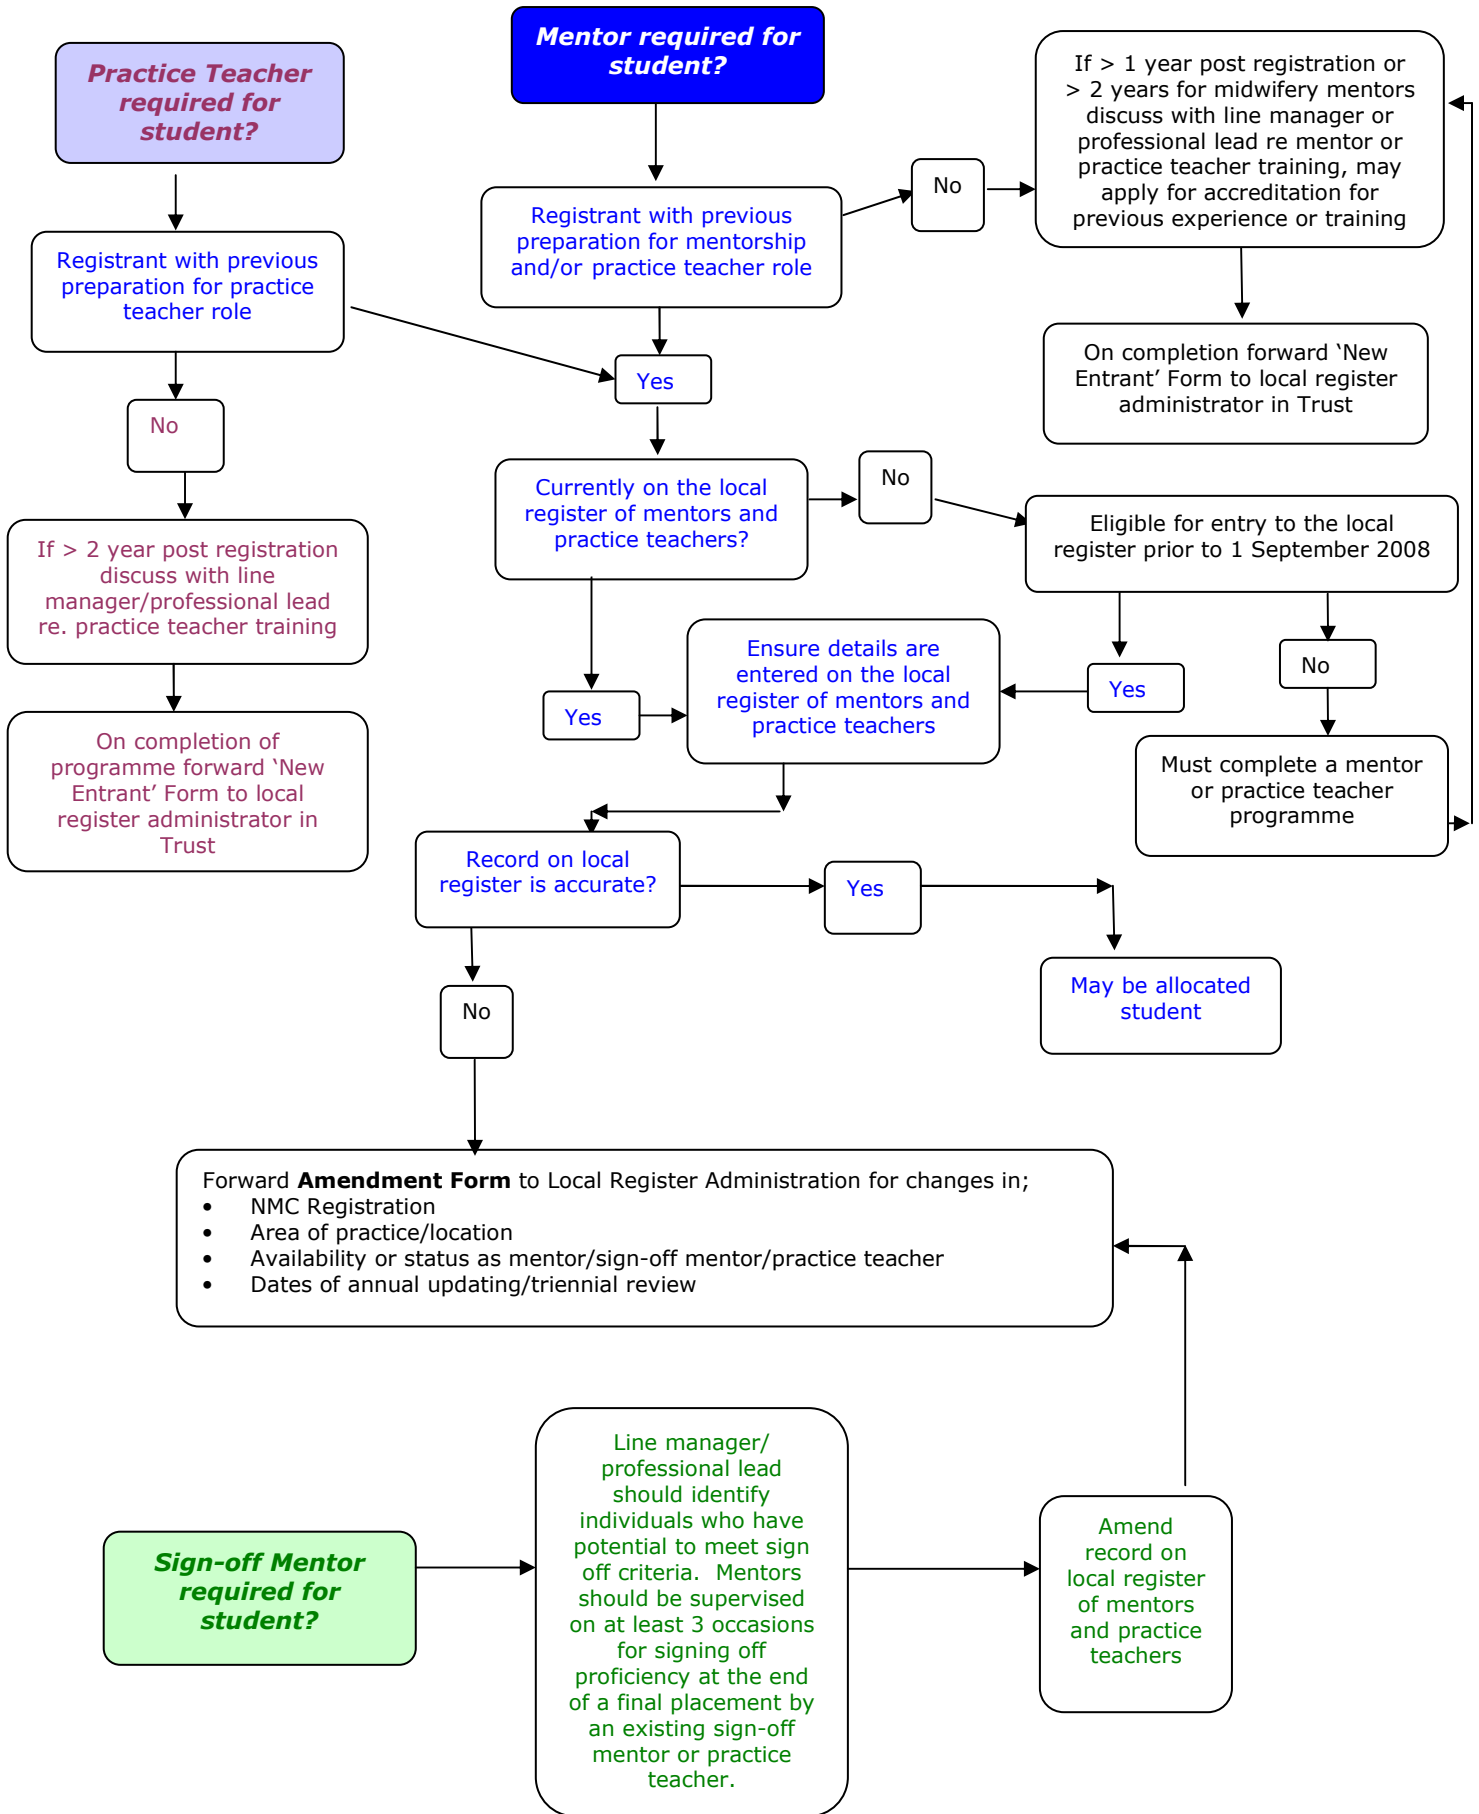 Practice Teacher
required for
student?
Mentor required for
student?
If > 1 year post registration or
> 2 years for midwifery mentors
discuss with line manager or
professional lead re mentor or
practice teacher training, may
apply for accreditation for
previous experience or training
No
Registrant with previous
preparation for mentorship
and/or practice teacher role
Registrant with previous
preparation for practice
teacher role
On completion forward ‘New
Entrant’ Form to local register
administrator in Trust
Yes
No
Currently on the local
register of mentors and
practice teachers?
No
Eligible for entry to the local
register prior to 1 September 2008
If > 2 year post registration
discuss with line
manager/professional lead
re. practice teacher training
Ensure details are
entered on the local
register of mentors and
practice teachers
Yes
Yes
No
On completion of
programme forward ‘New
Entrant’ Form to local
register administrator in
Trust
Must complete a mentor
or practice teacher
programme
Record on local
register is accurate?
Yes
May be allocated
student
No
Forward Amendment Form to Local Register Administration for changes in;
• NMC Registration
• Area of practice/location
• Availability or status as mentor/sign-off mentor/practice teacher
• Dates of annual updating/triennial review
Sign-off Mentor
required for
student?
Line manager/
professional lead
should identify
individuals who have
potential to meet sign
off criteria. Mentors
should be supervised
on at least 3 occasions
for signing off
proficiency at the end
of a final placement by
an existing sign-off
mentor or practice
teacher.
Amend
record on
local register
of mentors
and practice
teachers